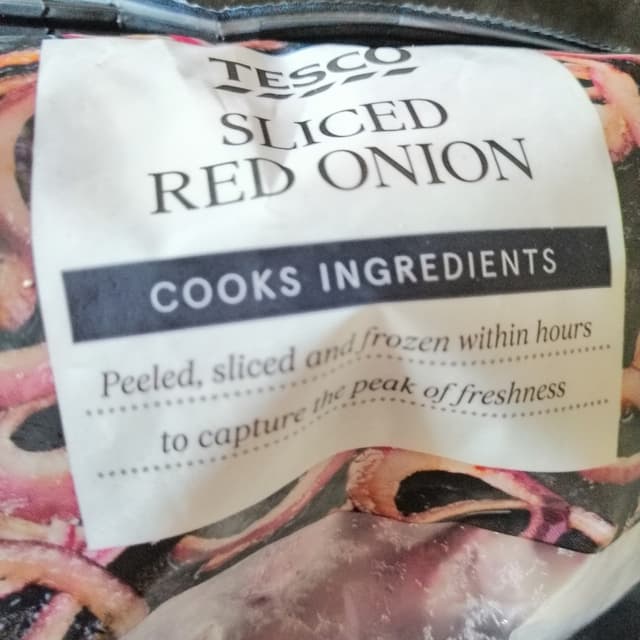 TESCO
SLICED
RED ONION
COOKS INGREDIENTS
Peeled, sliced and frozen within hours
to capture the peak of freshness